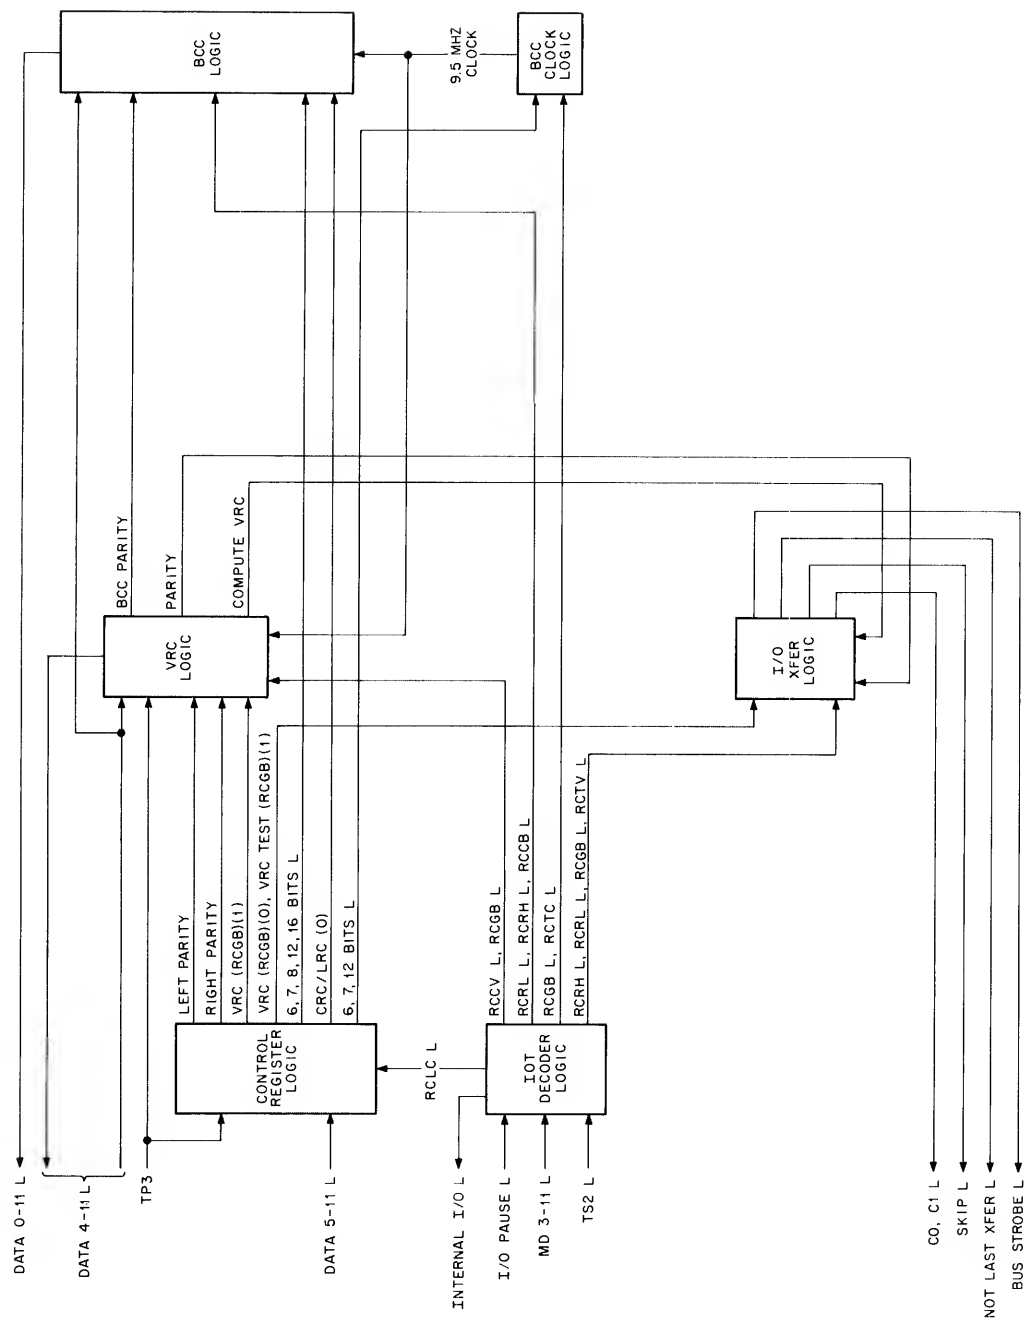 DATA 0-11 L
DATA 4-11 L
TP3
DATA 5-11 L
INTERNAL I/O L
I/O PAUSE L
MD 3-11 L
TS2 L
C0, C1 L
SKIP L
NOT LAST XFER L
BUS STROBE L
CONTROL
REGISTER
LOGIC
RCLC L
IOT
DECODER
LOGIC
LEFT PARITY
RIGHT PARITY
VRC (RCGB)(1)
VRC (RCGB)(0), VRC TEST (RCGB)(1)
6, 7, 8, 12, 16 BITS L
CRC/LRC (0)
6, 7, 12 BITS L
RCCV L, RCGB L
RCRL L, RCRH L, RCCB L
RCGB L, RCTC L
RCRH L, RCRL L, RCGB L, RCTV L
VRC
LOGIC
I/O
XFER
LOGIC
BCC PARITY
PARITY
COMPUTE VRC
BCC
LOGIC
9.5 MHZ
CLOCK
BCC
CLOCK
LOGIC